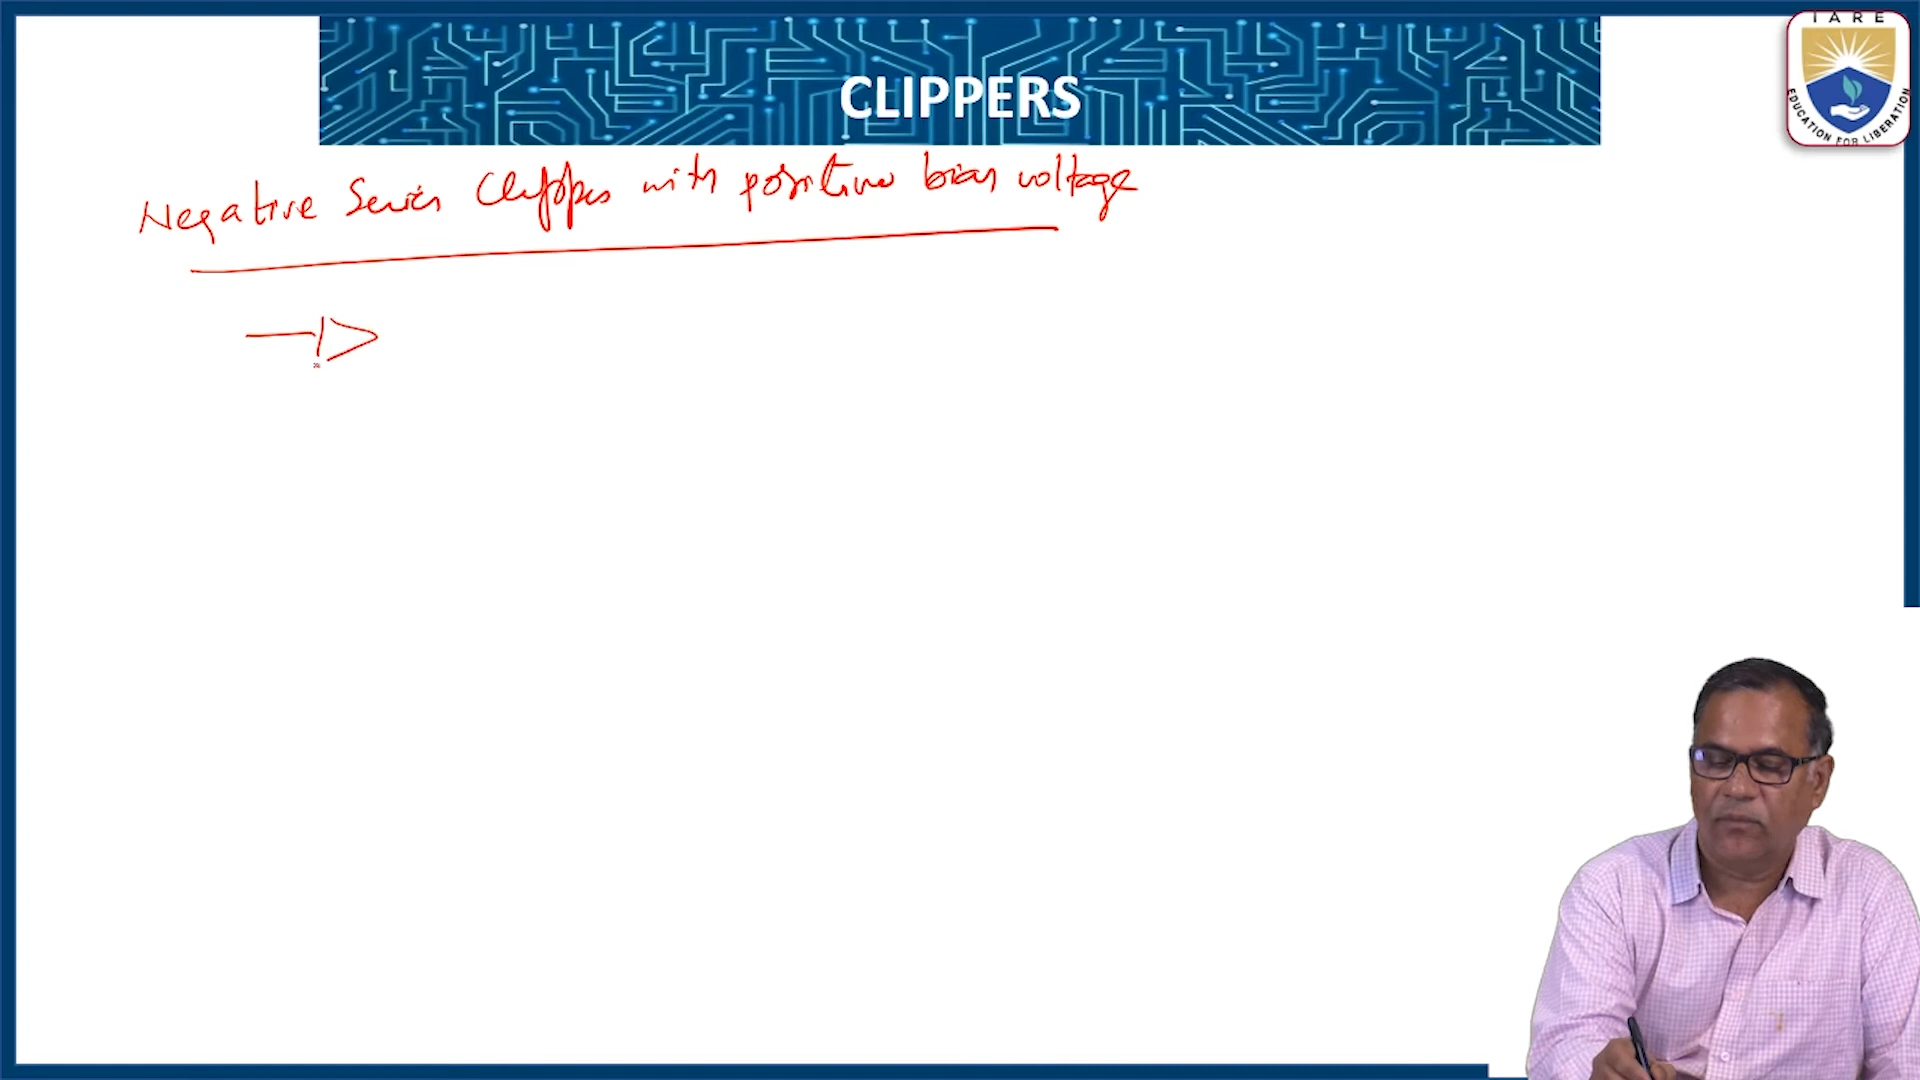 IARE
CLIPPERS
EDUCATION FOR LIBERATION
Negative Series Clippers with positive bias voltage